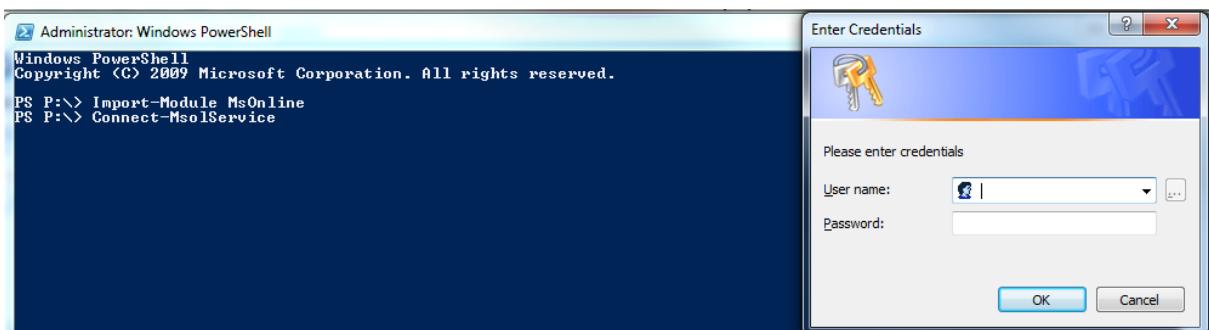 Administrator: Windows PowerShell
Windows PowerShell
Copyright (C) 2009 Microsoft Corporation. All rights reserved.
PS P:\> Import-Module MsOnline
PS P:\> Connect-MsolService
Enter Credentials
Please enter credentials
User name:
...
Password:
OK
Cancel